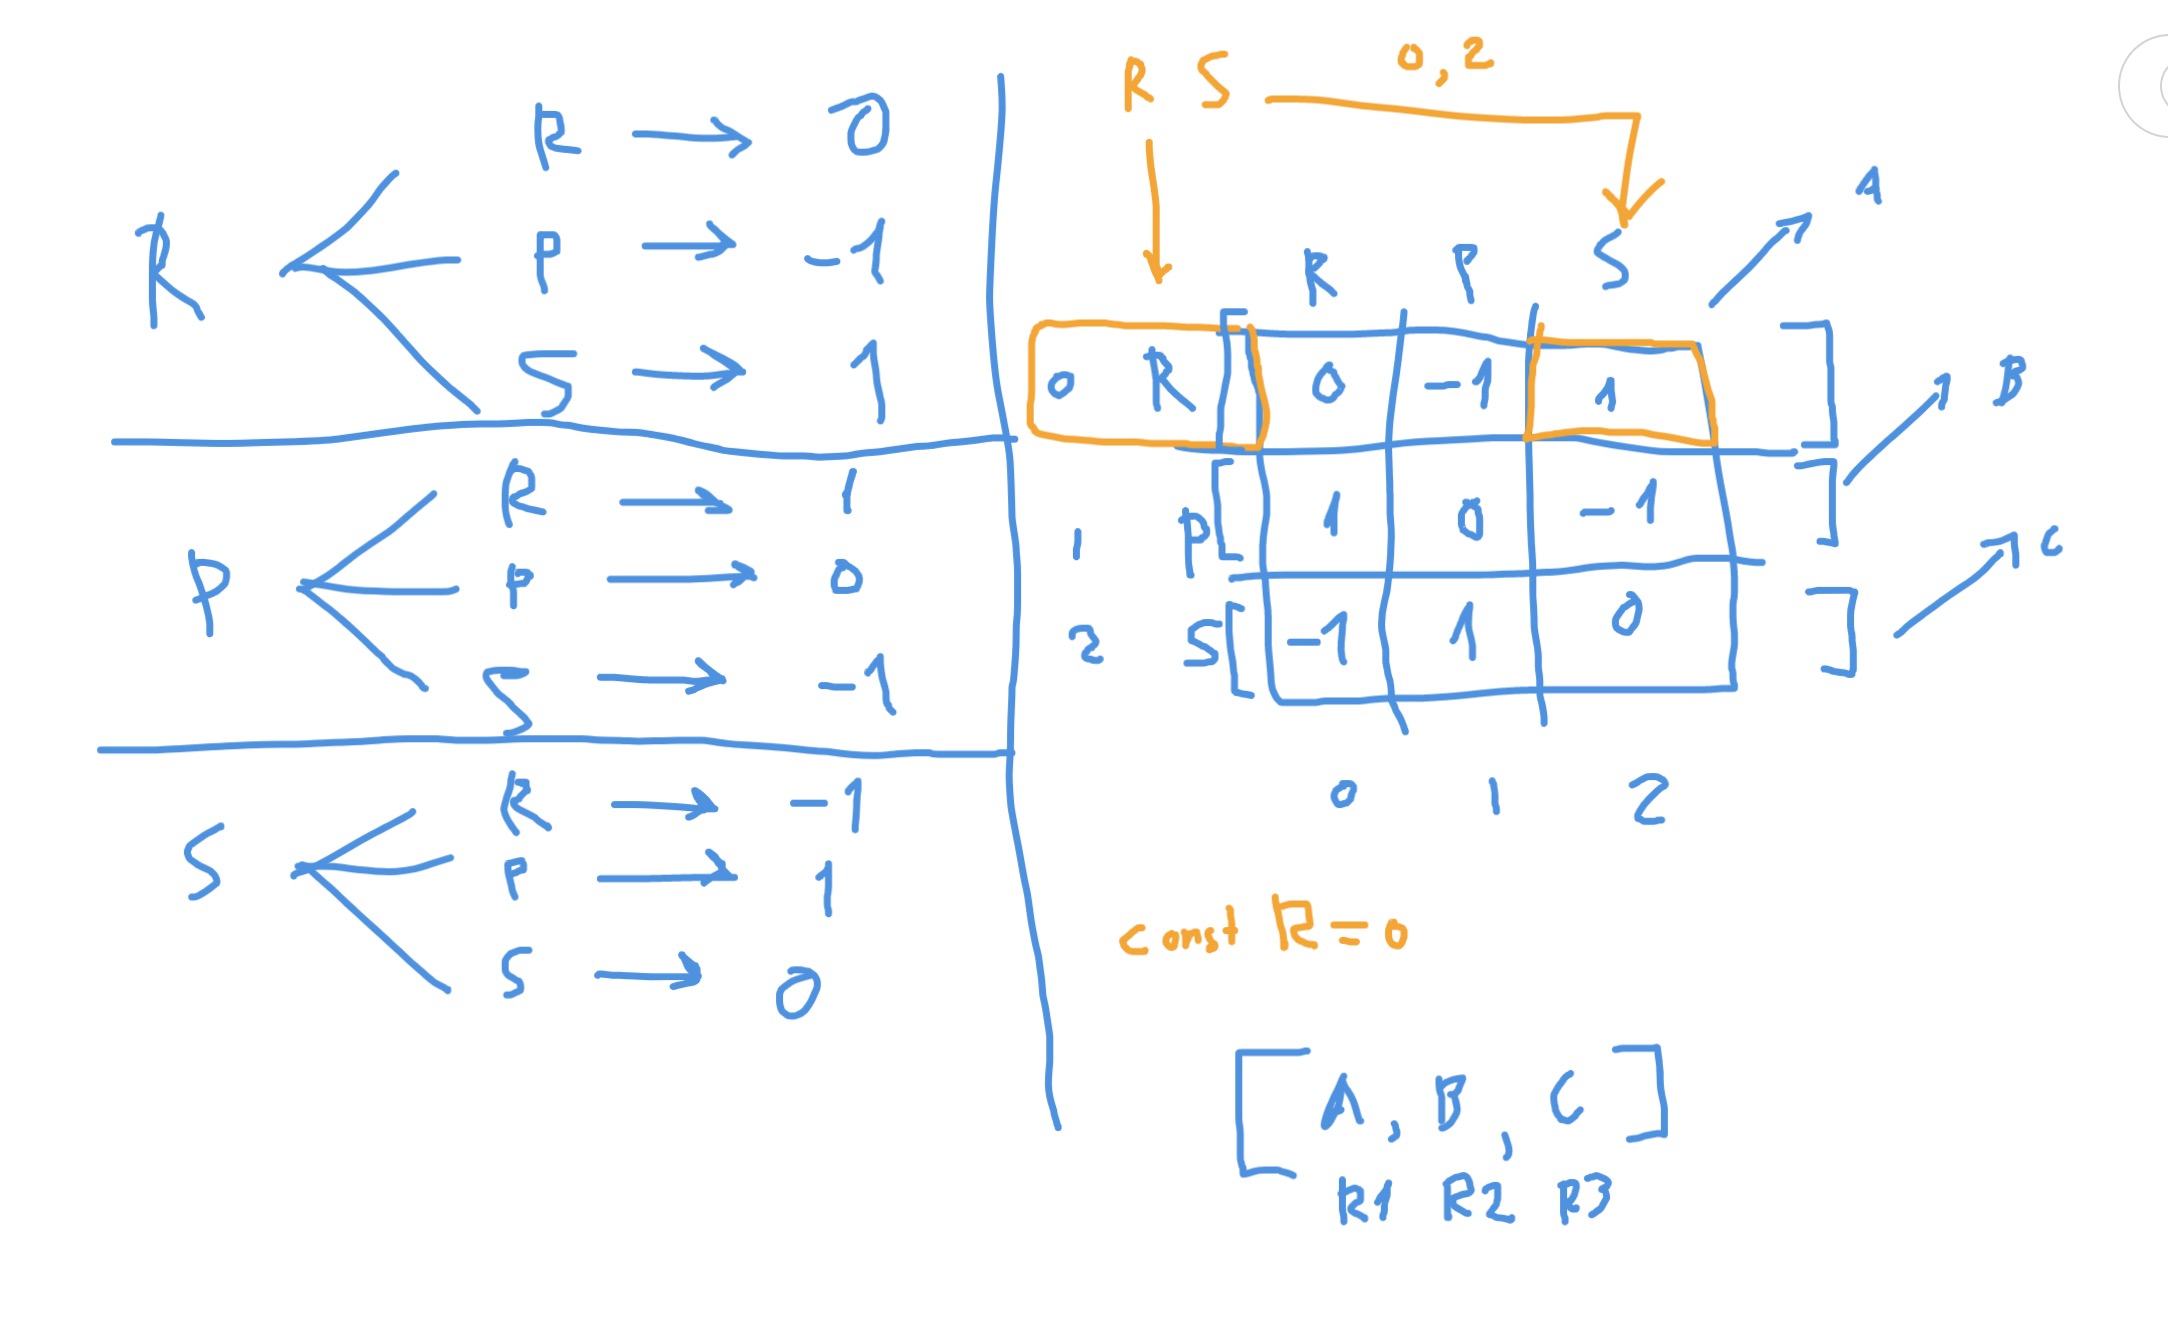 R
R → 0
P → -1
S → 1
P
R → 1
P → 0
S → -1
S
R → -1
P → 1
S → 0
R S → 0,2
R P S
0 R 0 -1 1 → A
1 P 1 0 -1 → B
2 S -1 1 0 → C
0 1 2
const R = 0
[A, B, C]
R1 R2 R3